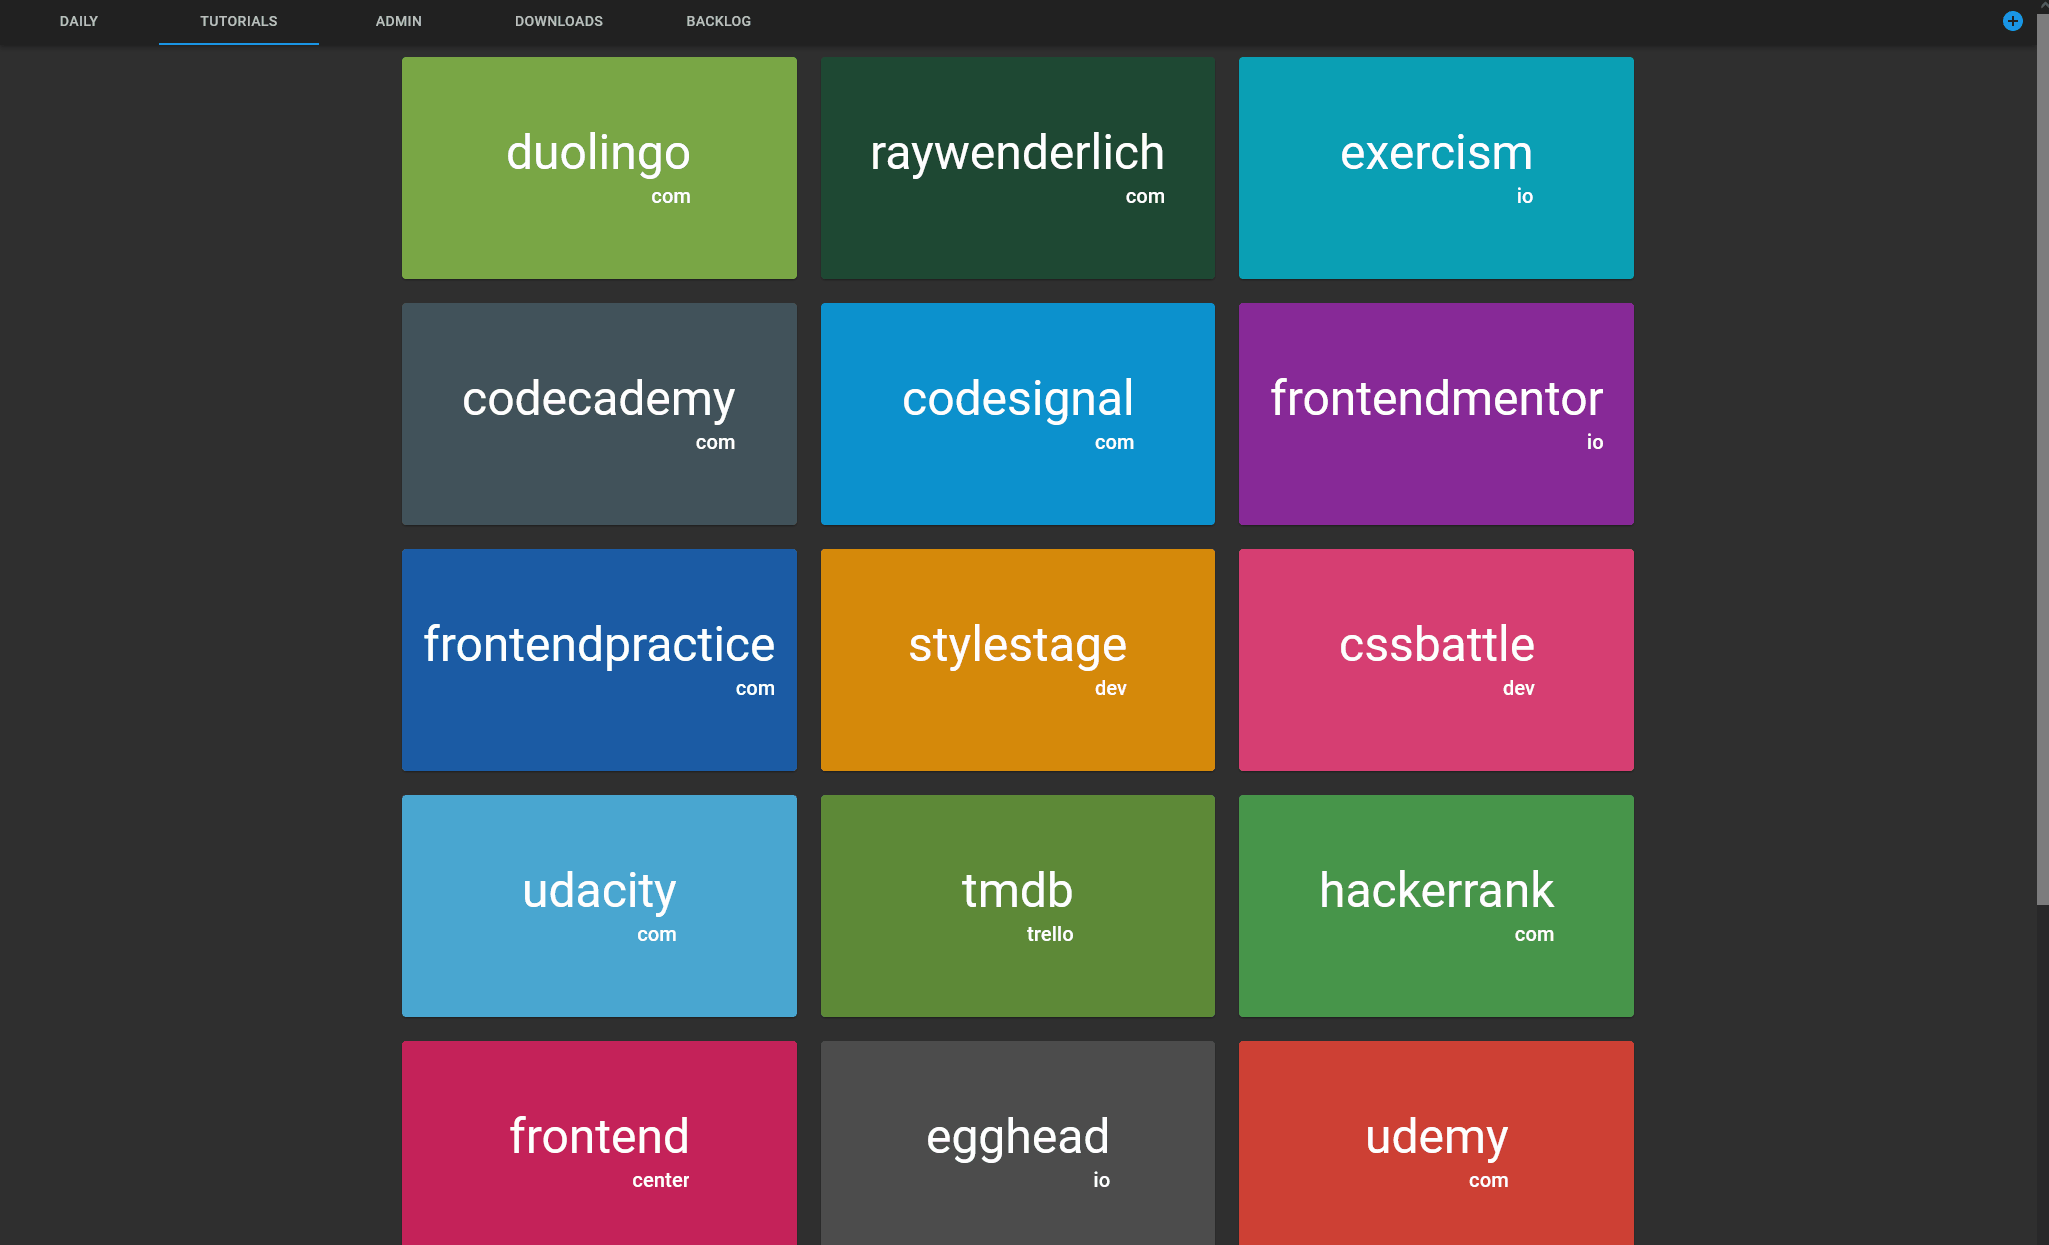 DAILY TUTORIALS ADMIN DOWNLOADS BACKLOG
duolingo
com
raywenderlich
com
exercism
io
codecademy
com
codesignal
com
frontendmentor
io
frontendpractice
com
stylestage
dev
cssbattle
dev
udacity
com
tmdb
trello
hackerrank
com
frontend
center
egghead
io
udemy
com